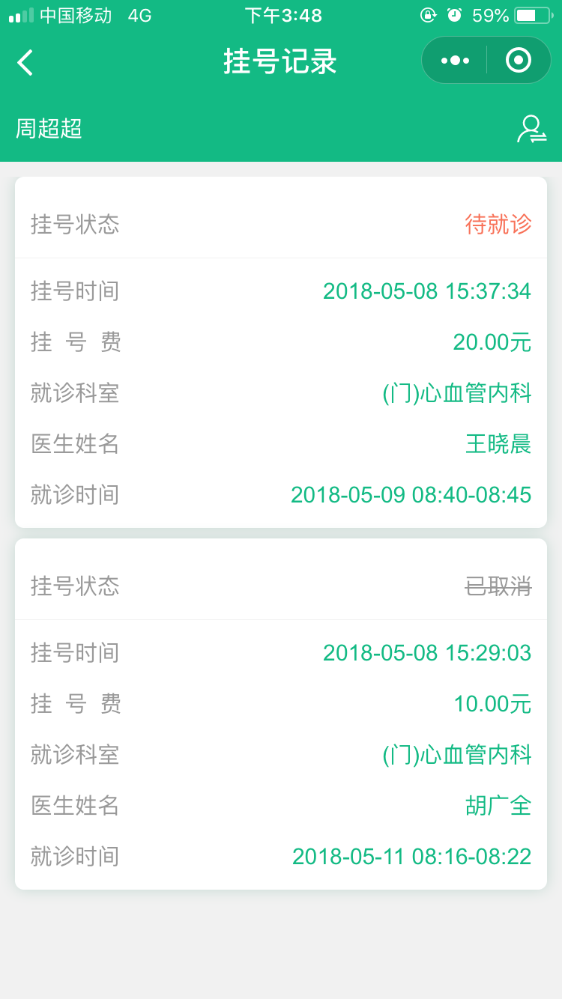 中国移动 4G 下午3:48 59%
挂号记录
周超超
挂号状态 待就诊
挂号时间 2018-05-08 15:37:34
挂 号 费 20.00元
就诊科室 (门)心血管内科
医生姓名 王晓晨
就诊时间 2018-05-09 08:40-08:45
挂号状态 已取消
挂号时间 2018-05-08 15:29:03
挂 号 费 10.00元
就诊科室 (门)心血管内科
医生姓名 胡广全
就诊时间 2018-05-11 08:16-08:22